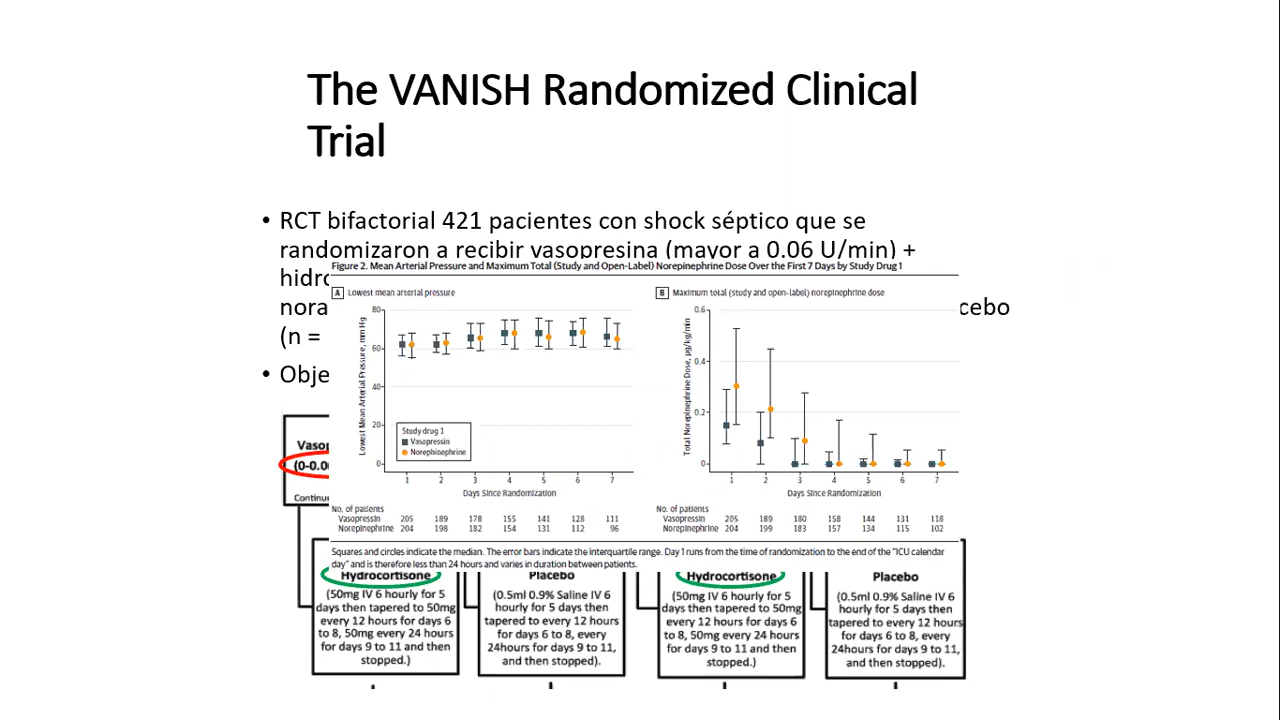 The VANISH Randomized Clinical
Trial
• RCT bifactorial 421 pacientes con shock séptico que se
randomizaron a recibir vasopresina (mayor a 0.06 U/min) +
Figure 2. Mean Arterial Pressure and Maximum Total (Study and Open-Label) Norepinephrine Dose Over the First 7 Days by Study Drug 1
A Lowest mean arterial pressure
80
60
40
20
0
Lowest Mean Arterial Pressure, mm Hg
Study drug 1
Vasopressin
Norephinephrine
1 2 3 4 5 6 7
Days Since Randomization
No. of patients
Vasopressin 205 189 178 155 141 128 111
Norepinephrine 204 198 182 154 131 112 96
B Maximum total (study and open-label) norepinephrine dose
0.6
0.4
0.2
0
Total Norepinephrine Dose, µg/kg/min
1 2 3 4 5 6 7
Days Since Randomization
No. of patients
Vasopressin 205 189 180 158 144 131 118
Norepinephrine 204 199 183 157 134 115 102
Squares and circles indicate the median. The error bars indicate the interquartile range. Day 1 runs from the time of randomization to the end of the "ICU calendar
day" and is therefore less than 24 hours and varies in duration between patients.
(n =
• Obje
Hydrocortisone
(50mg IV 6 hourly for 5
days then tapered to 50mg
every 12 hours for days 6
to 8, 50mg every 24 hours
for days 9 to 11 and then
stopped.)
Placebo
(0.5ml 0.9% Saline IV 6
hourly for 5 days then
tapered to every 12 hours
for days 6 to 8, every
24hours for days 9 to 11,
and then stopped).
Hydrocortisone
(50mg IV 6 hourly for 5
days then tapered to 50mg
every 12 hours for days 6
to 8, 50mg every 24 hours
for days 9 to 11 and then
stopped.)
Placebo
(0.5ml 0.9% Saline IV 6
hourly for 5 days then
tapered to every 12 hours
for days 6 to 8, every
24hours for days 9 to 11,
and then stopped).